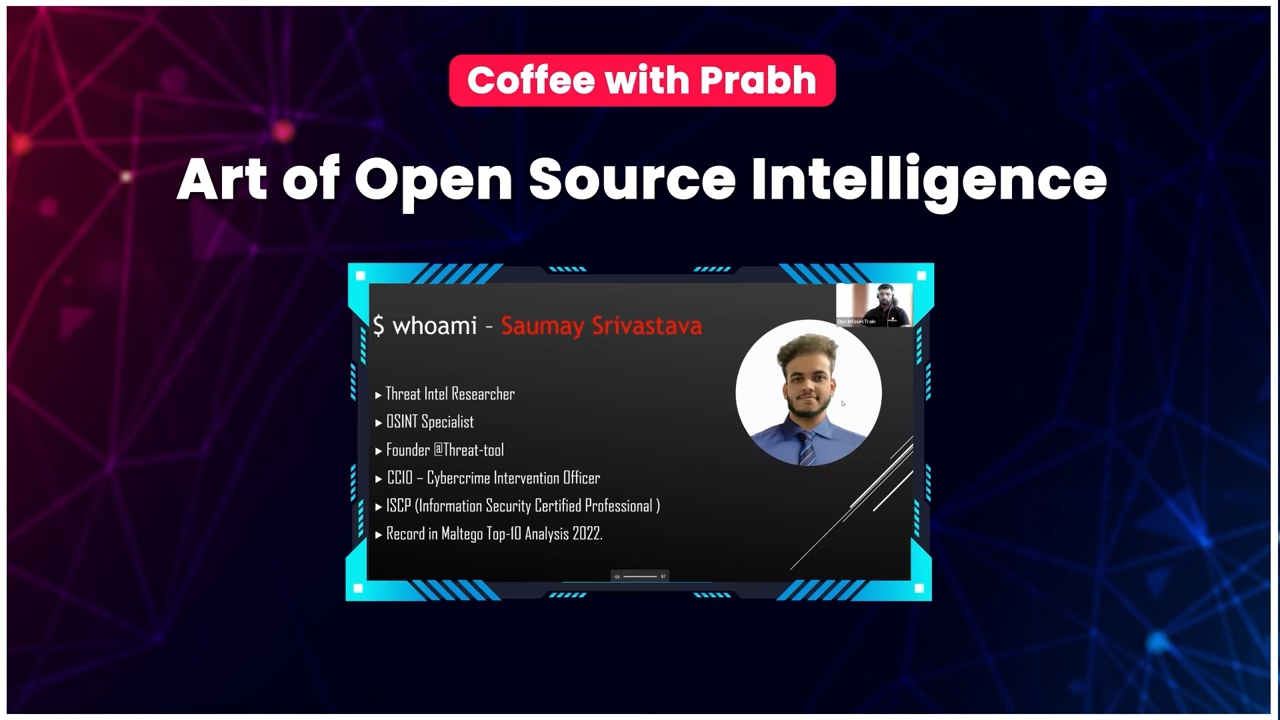 Coffee with Prabh
Art of Open Source Intelligence
$ whoami - Saumay Srivastava
▸ Threat Intel Researcher
▸ OSINT Specialist
▸ Founder @Threat-tool
▸ CCIO – Cybercrime Intervention Officer
▸ ISCP (Information Security Certified Professional )
▸ Record in Maltego Top-10 Analysis 2022.